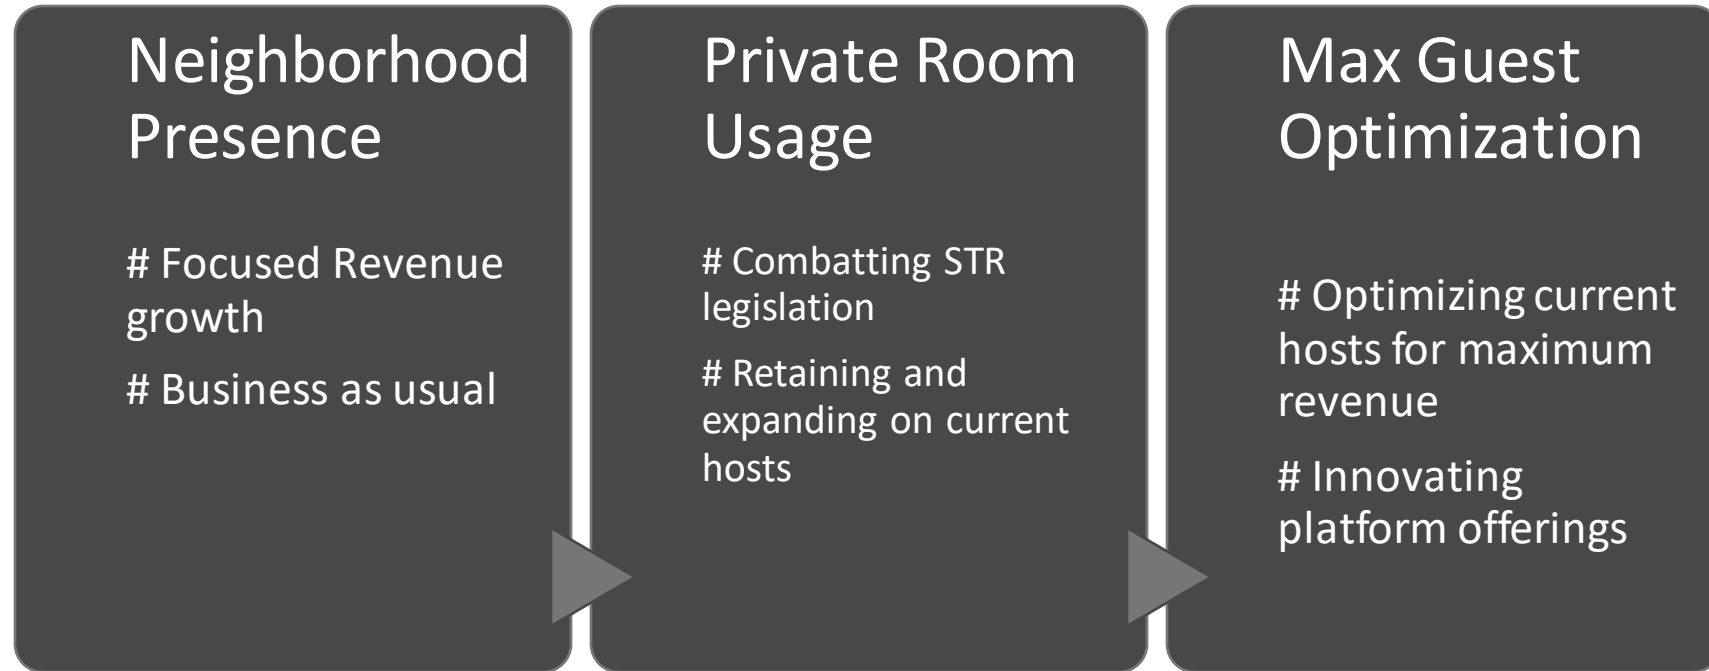 Neighborhood
Presence
# Focused Revenue
growth
# Business as usual
Private Room
Usage
# Combatting STR
legislation
# Retaining and
expanding on current
hosts
Max Guest
Optimization
# Optimizing current
hosts for maximum
revenue
# Innovating
platform offerings